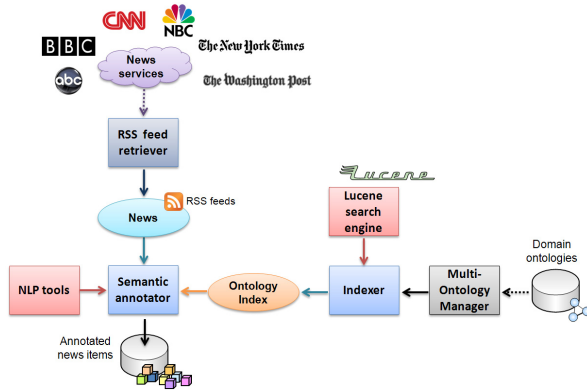 CNN
NBC
BBC
The New York Times
News
services
abc
The Washington Post
RSS feed
retriever
Lucene
RSS feeds
News
Lucene
search
engine
Domain
ontologies
NLP tools
Semantic
annotator
Ontology
Index
Indexer
Multi-
Ontology
Manager
Annotated
news items